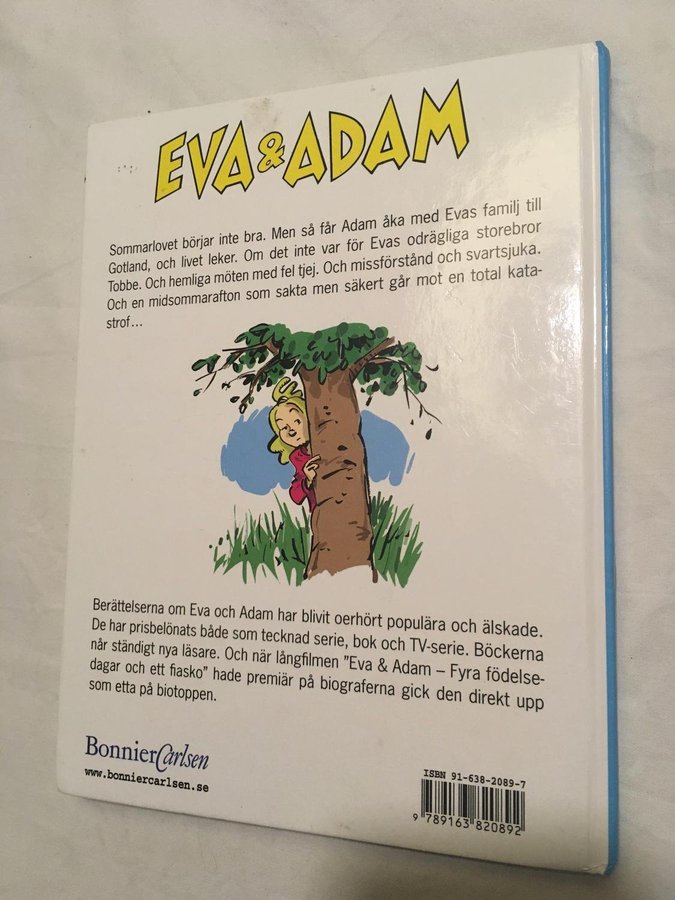 EVA & ADAM
Sommarlovet börjar inte bra. Men så får Adam åka med Evas familj till
Gotland, och livet leker. Om det inte var för Evas odrägliga storebror
Tobbe. Och hemliga möten med fel tjej. Och missförstånd och svartsjuka.
Och en midsommarafton som sakta men säkert går mot en total kata-
strof…
Berättelserna om Eva och Adam har blivit oerhört populära och älskade.
De har prisbelönats både som tecknad serie, bok och TV-serie. Böckerna
når ständigt nya läsare. Och när långfilmen ”Eva & Adam – Fyra födelse-
dagar och ett fiasko” hade premiär på biograferna gick den direkt upp
som etta på biotoppen.
BonnierCarlsen
www.bonniercarlsen.se
ISBN 91-638-2089-7
9 789163 820892